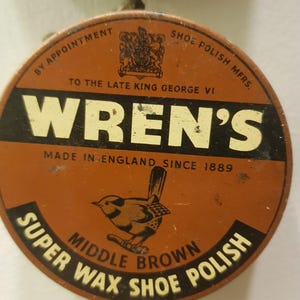 BY APPOINTMENT SHOE POLISH MFRS.
TO THE LATE KING GEORGE VI
WREN'S
MADE IN ENGLAND SINCE 1889
MIDDLE BROWN
SUPER WAX SHOE POLISH